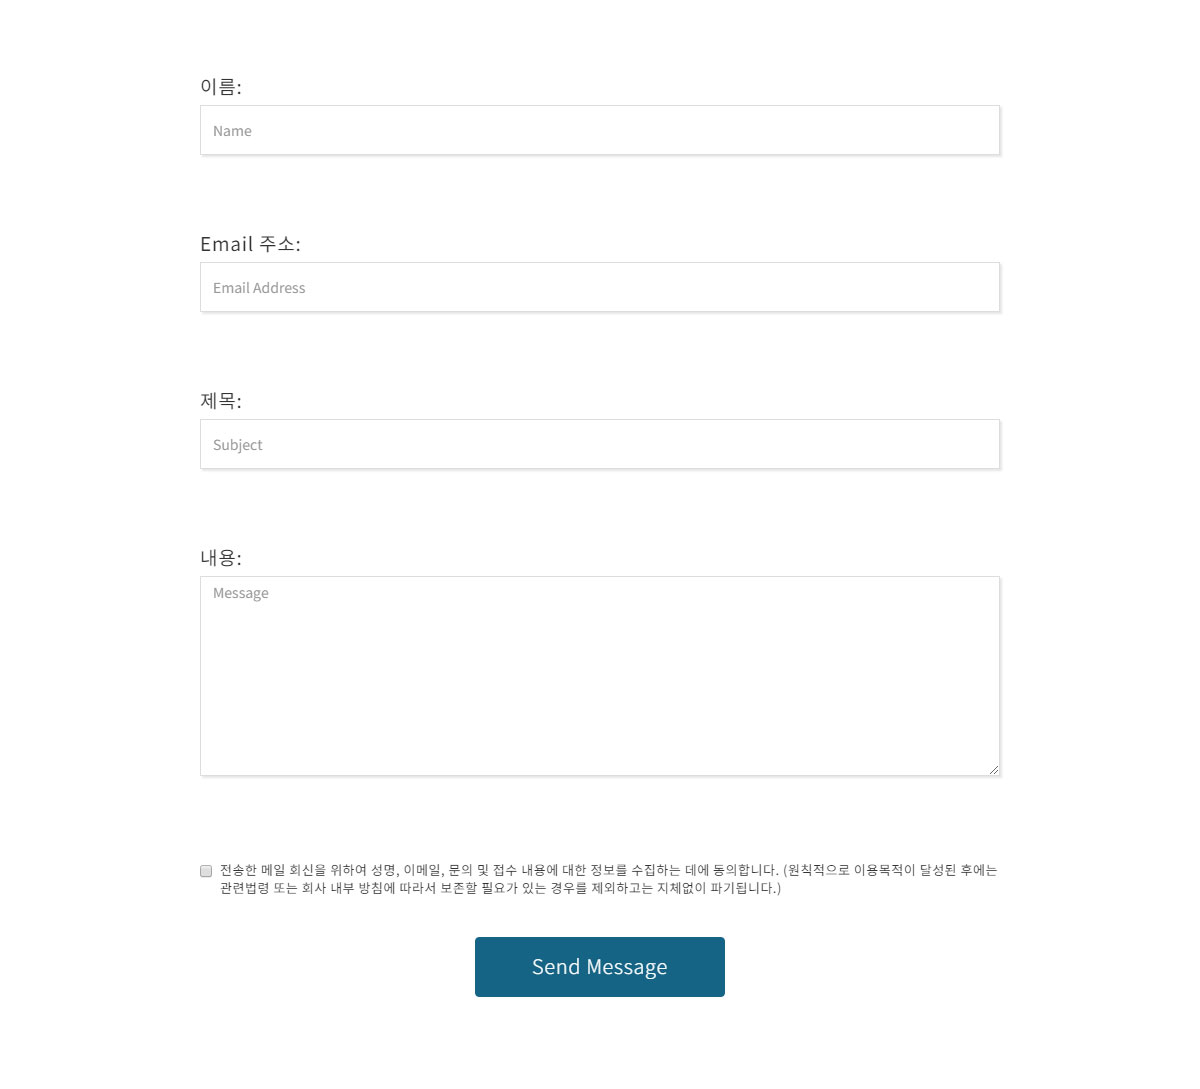 이름:
Name
Email 주소:
Email Address
제목:
Subject
내용:
Message
전송한 메일 회신을 위하여 성명, 이메일, 문의 및 접수 내용에 대한 정보를 수집하는 데에 동의합니다. (원칙적으로 이용목적이 달성된 후에는
관련법령 또는 회사 내부 방침에 따라서 보존할 필요가 있는 경우를 제외하고는 지체없이 파기됩니다.)
Send Message